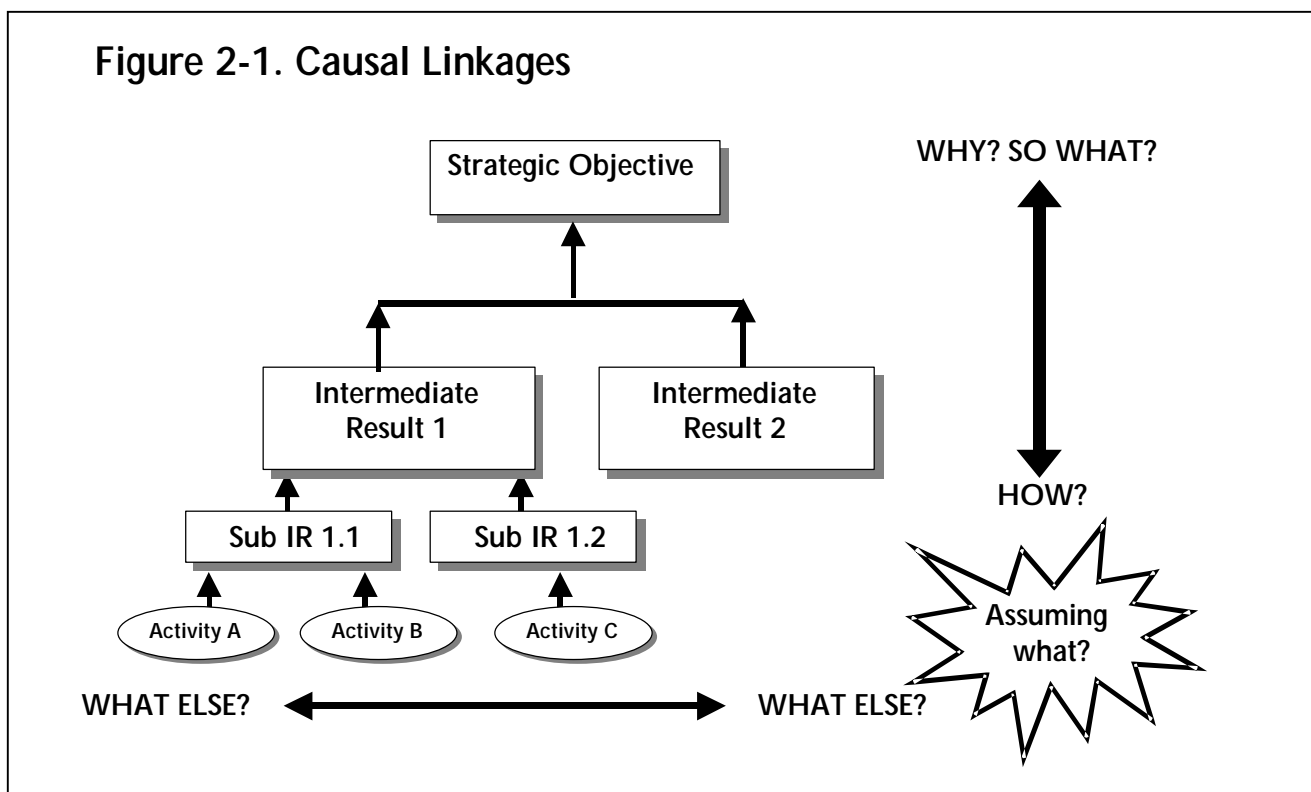 Figure 2-1. Causal Linkages
Strategic Objective
WHY? SO WHAT?
Intermediate
Result 1
Intermediate
Result 2
HOW?
Sub IR 1.1
Sub IR 1.2
Activity A
Activity B
Activity C
Assuming
what?
WHAT ELSE?
WHAT ELSE?